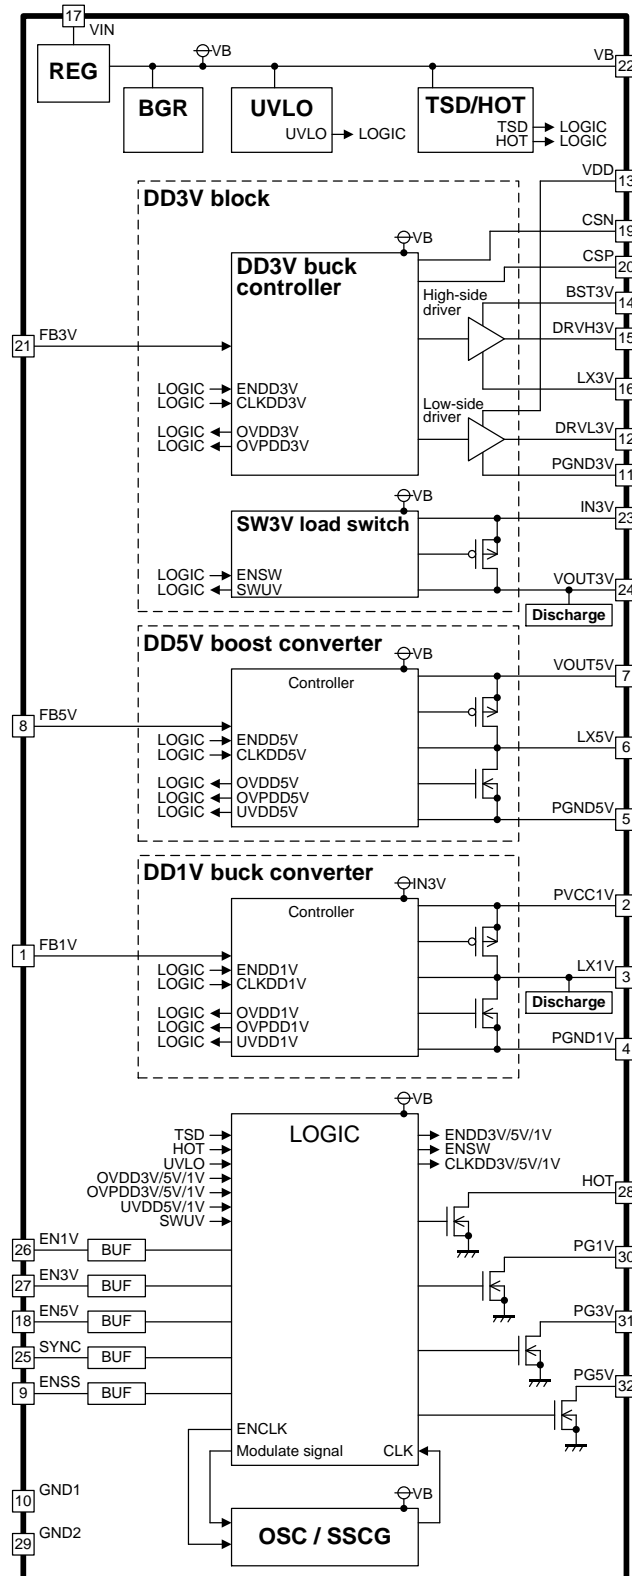 17
VIN
REG
VB
VB
22
BGR
UVLO
UVLO
LOGIC
TSD/HOT
TSD
LOGIC
HOT
LOGIC
VDD
13
DD3V block
CSN
19
VB
DD3V buck
controller
CSP
20
High-side
driver
BST3V
14
DRVH3V
15
21
FB3V
LX3V
16
LOGIC
ENDD3V
LOGIC
CLKDD3V
Low-side
driver
LOGIC
OVDD3V
DRVL3V
12
LOGIC
OVPDD3V
PGND3V
11
VB
IN3V
23
SW3V load switch
LOGIC
ENSW
LOGIC
SWUV
VOUT3V
24
Discharge
DD5V boost converter
VB
VOUT5V
7
Controller
8
FB5V
LOGIC
ENDD5V
LX5V
6
LOGIC
CLKDD5V
LOGIC
OVDD5V
LOGIC
OVPDD5V
LOGIC
UVDD5V
PGND5V
5
DD1V buck converter
IN3V
PVCC1V
2
Controller
1
FB1V
LOGIC
ENDD1V
LX1V
3
LOGIC
CLKDD1V
Discharge
LOGIC
OVDD1V
LOGIC
OVPDD1V
LOGIC
UVDD1V
PGND1V
4
VB
LOGIC
TSD
HOT
UVLO
OVDD3V/5V/1V
OVPDD3V/5V/1V
UVDD5V/1V
SWUV
ENDD3V/5V/1V
ENSW
CLKDD3V/5V/1V
HOT
28
26
EN1V
BUF
PG1V
30
27
EN3V
BUF
18
EN5V
BUF
PG3V
31
25
SYNC
BUF
9
ENSS
BUF
PG5V
32
ENCLK
Modulate signal
CLK
10
GND1
VB
29
GND2
OSC / SSCG